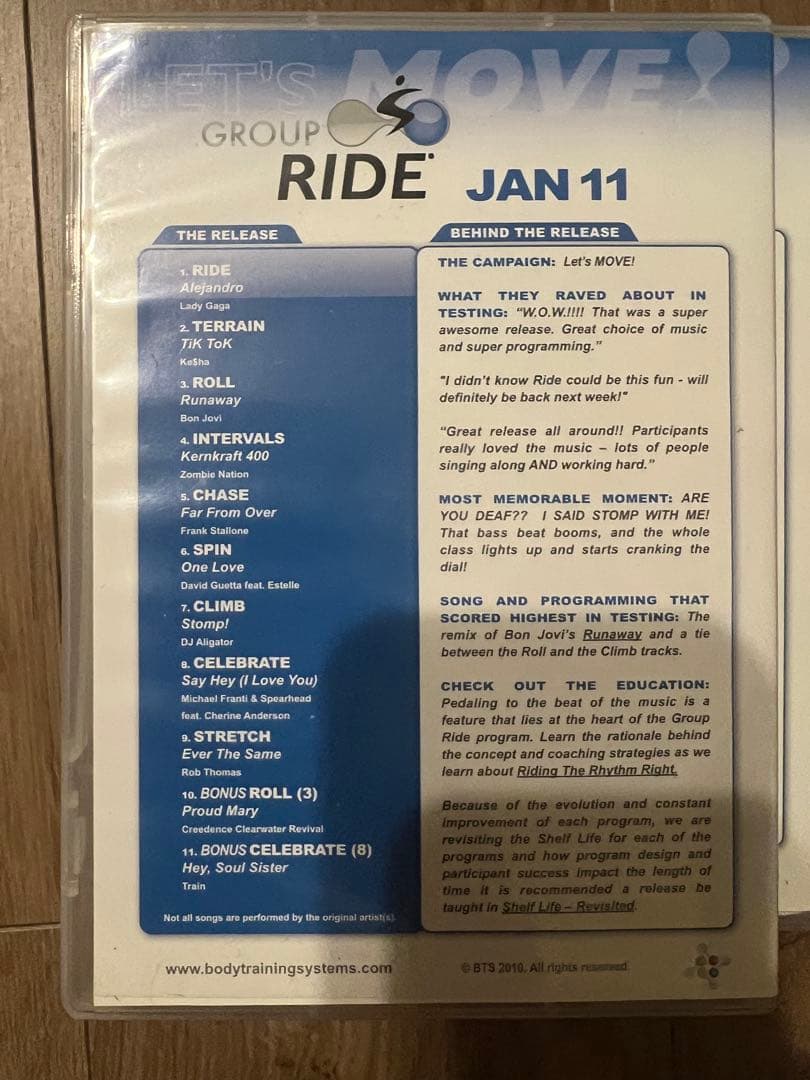 LET'S MOVE!
GROUP
RIDE
JAN 11
THE RELEASE
1. RIDE
Alejandro
Lady Gaga
2. TERRAIN
TiK ToK
Ke$ha
3. ROLL
Runaway
Bon Jovi
4. INTERVALS
Kernkraft 400
Zombie Nation
5. CHASE
Far From Over
Frank Stallone
6. SPIN
One Love
David Guetta feat. Estelle
7. CLIMB
Stomp!
DJ Aligator
8. CELEBRATE
Say Hey (I Love You)
Michael Franti & Spearhead
feat. Cherine Anderson
9. STRETCH
Ever The Same
Rob Thomas
10. BONUS ROLL (3)
Proud Mary
Creedence Clearwater Revival
11. BONUS CELEBRATE (8)
Hey, Soul Sister
Train
Not all songs are performed by the original artist(s).
BEHIND THE RELEASE
THE CAMPAIGN: Let's MOVE!
WHAT THEY RAVED ABOUT IN
TESTING: “W.O.W.!!!! That was a super
awesome release. Great choice of music
and super programming.”
"I didn't know Ride could be this fun - will
definitely be back next week!"
“Great release all around!! Participants
really loved the music – lots of people
singing along AND working hard.”
MOST MEMORABLE MOMENT: ARE
YOU DEAF?? I SAID STOMP WITH ME!
That bass beat booms, and the whole
class lights up and starts cranking the
dial!
SONG AND PROGRAMMING THAT
SCORED HIGHEST IN TESTING: The
remix of Bon Jovi's Runaway and a tie
between the Roll and the Climb tracks.
CHECK OUT THE EDUCATION:
Pedaling to the beat of the music is a
feature that lies at the heart of the Group
Ride program. Learn the rationale behind
the concept and coaching strategies as we
learn about Riding The Rhythm Right.
Because of the evolution and constant
improvement of each program, we are
revisiting the Shelf Life for each of the
programs and how program design and
participant success impact the length of
time it is recommended a release be
taught in Shelf Life – Revisited.
www.bodytrainingsystems.com
© BTS 2010. All rights reserved